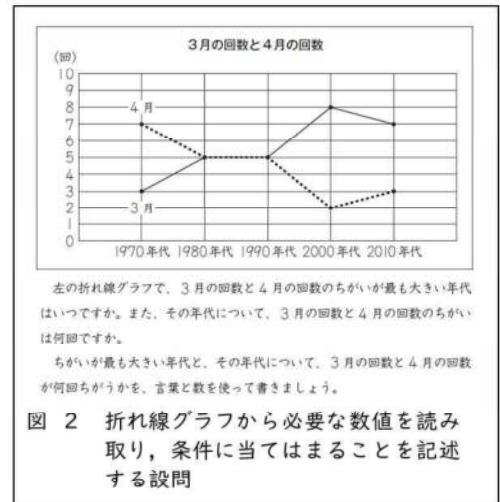 3月の回数と4月の回数
(回)
10
9
8
7
6
5
4
3
2
1
0
4月
3月
1970年代 1980年代 1990年代 2000年代 2010年代
左の折れ線グラフで、3月の回数と4月の回数のちがいが最も大きい年代
はいつですか。また、その年代について、3月の回数と4月の回数のちがい
は何回ですか。
ちがいが最も大きい年代と、その年代について、3月の回数と4月の回数
が何回ちがうかを、言葉と数を使って書きましょう。
図 2 折れ線グラフから必要な数値を読み
取り，条件に当てはまることを記述
する設問